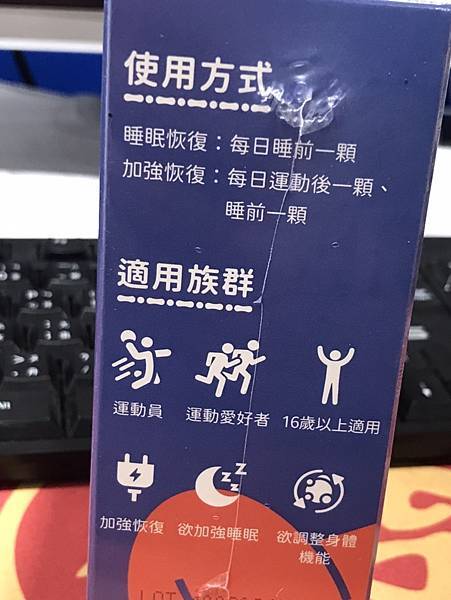 使用方式
睡眠恢復：每日睡前一顆
加強恢復：每日運動後一顆、
睡前一顆
適用族群
運動員 運動愛好者 16歲以上適用
加強恢復 欲加強睡眠 欲調整身體
機能
LOT